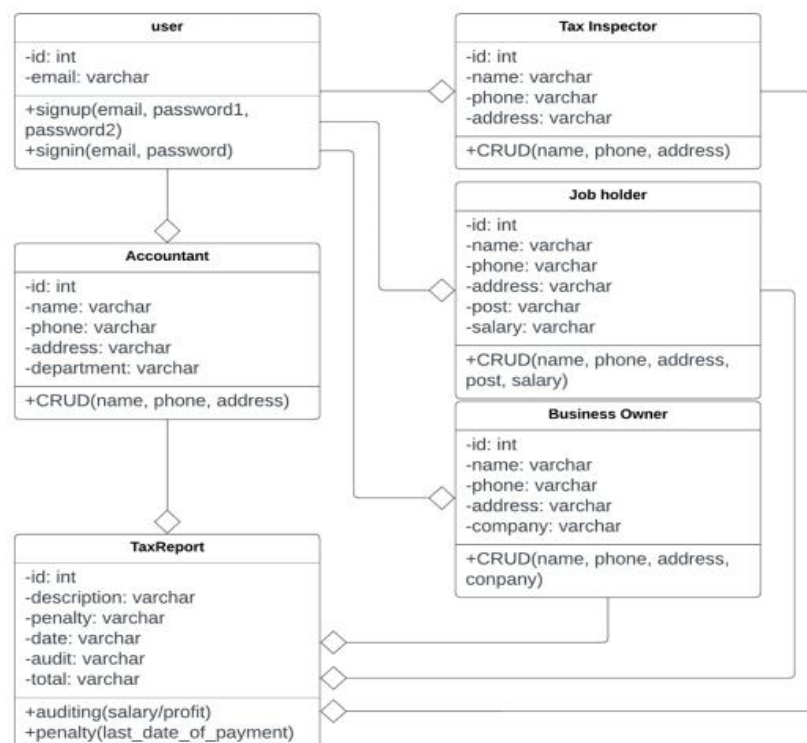 user
-id: int
-email: varchar
+signup(email, password1,
password2)
+signin(email, password)
Tax Inspector
-id: int
-name: varchar
-phone: varchar
-address: varchar
+CRUD(name, phone, address)
Job holder
-id: int
-name: varchar
-phone: varchar
-address: varchar
-post: varchar
-salary: varchar
+CRUD(name, phone, address,
post, salary)
Accountant
-id: int
-name: varchar
-phone: varchar
-address: varchar
-department: varchar
+CRUD(name, phone, address)
Business Owner
-id: int
-name: varchar
-phone: varchar
-address: varchar
-company: varchar
+CRUD(name, phone, address,
conpany)
TaxReport
-id: int
-description: varchar
-penalty: varchar
-date: varchar
-audit: varchar
-total: varchar
+auditing(salary/profit)
+penalty(last_date_of_payment)